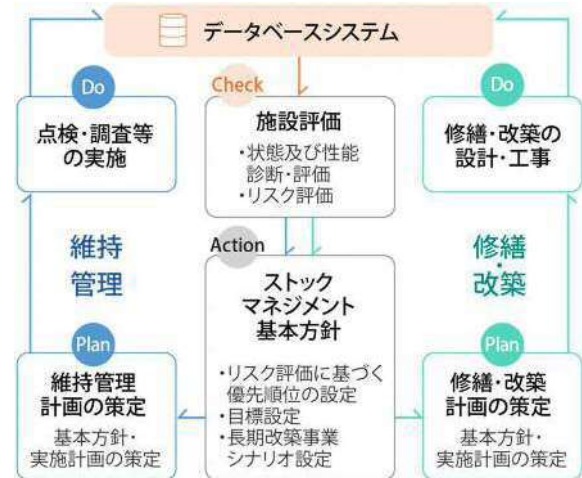 データベースシステム
Do
点検・調査等
の実施
Check
施設評価
・状態及び性能
診断・評価
・リスク評価
Do
修繕・改築の
設計・工事
維持
管理
修繕
・
改築
Action
ストック
マネジメント
基本方針
・リスク評価に基づく
優先順位の設定
・目標設定
・長期改築事業
シナリオ設定
Plan
維持管理
計画の策定
基本方針・
実施計画の策定
Plan
修繕・改築
計画の策定
基本方針・
実施計画の策定